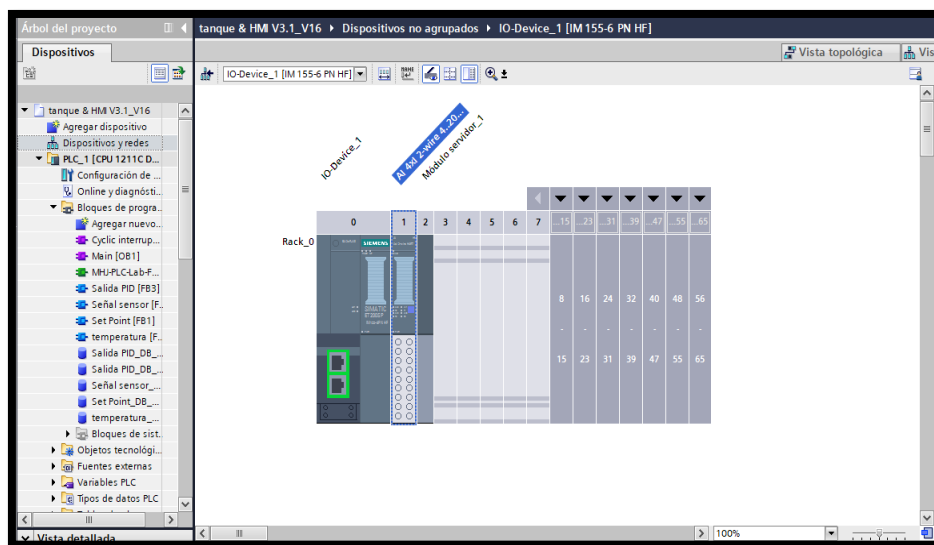 Árbol del proyecto
tanque & HMI V3.1_V16 ▸ Dispositivos no agrupados ▸ IO-Device_1 [IM 155-6 PN HF]
Dispositivos
Vista topológica
Vis
IO-Device_1 [IM 155-6 PN HF]
tanque & HMI V3.1_V16
Agregar dispositivo
Dispositivos y redes
PLC_1 [CPU 1211C D...
Configuración de ...
Online y diagnósti...
Bloques de progra...
Agregar nuevo...
Cyclic interrup...
Main [OB1]
MHJ-PLC-Lab-F...
Salida PID [FB3]
Señal sensor [F...
Set Point [FB1]
temperatura [F...
Salida PID_DB_...
Salida PID_DB_...
Señal sensor_...
Set Point_DB_...
temperatura_...
Bloques de sist...
Objetos tecnológi...
Fuentes externas
Variables PLC
Tipos de datos PLC
Vista detallada
IO-Device_1
AI 4xI 2-wire 4..20...
Módulo servidor_1
0 1 2 3 4 5 6 7 ...15 ...23 ...31 ...39 ...47 ...55 ...65
Rack_0
SIEMENS
SIMATIC
ET 200SP
8 16 24 32 40 48 56
- - - - - - -
15 23 31 39 47 55 65
100%